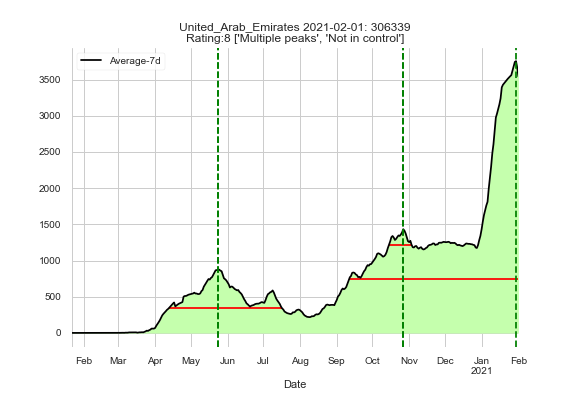 United_Arab_Emirates 2021-02-01: 306339
Rating:8 ['Multiple peaks', 'Not in control']
Average-7d
3500
3000
2500
2000
1500
1000
500
0
Feb Mar Apr May Jun Jul Aug Sep Oct Nov Dec Jan Feb
2021
Date